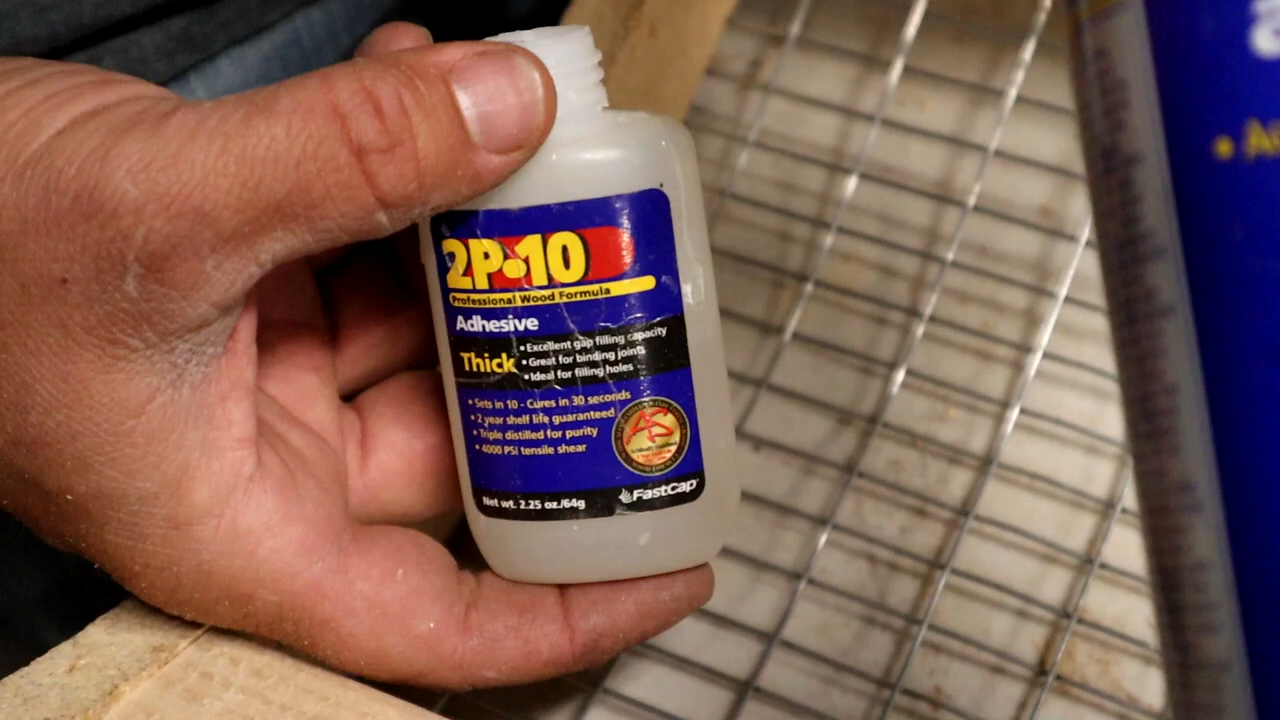 2P-10
Professional Wood Formula
Adhesive
Thick
• Excellent gap filling capacity
• Great for binding joints
• Ideal for filling holes
• Sets in 10 - Cures in 30 seconds
• 2 year shelf life guaranteed
• Triple distilled for purity
• 4000 PSI tensile shear
AS
Net wt. 2.25 oz./64g
FastCap